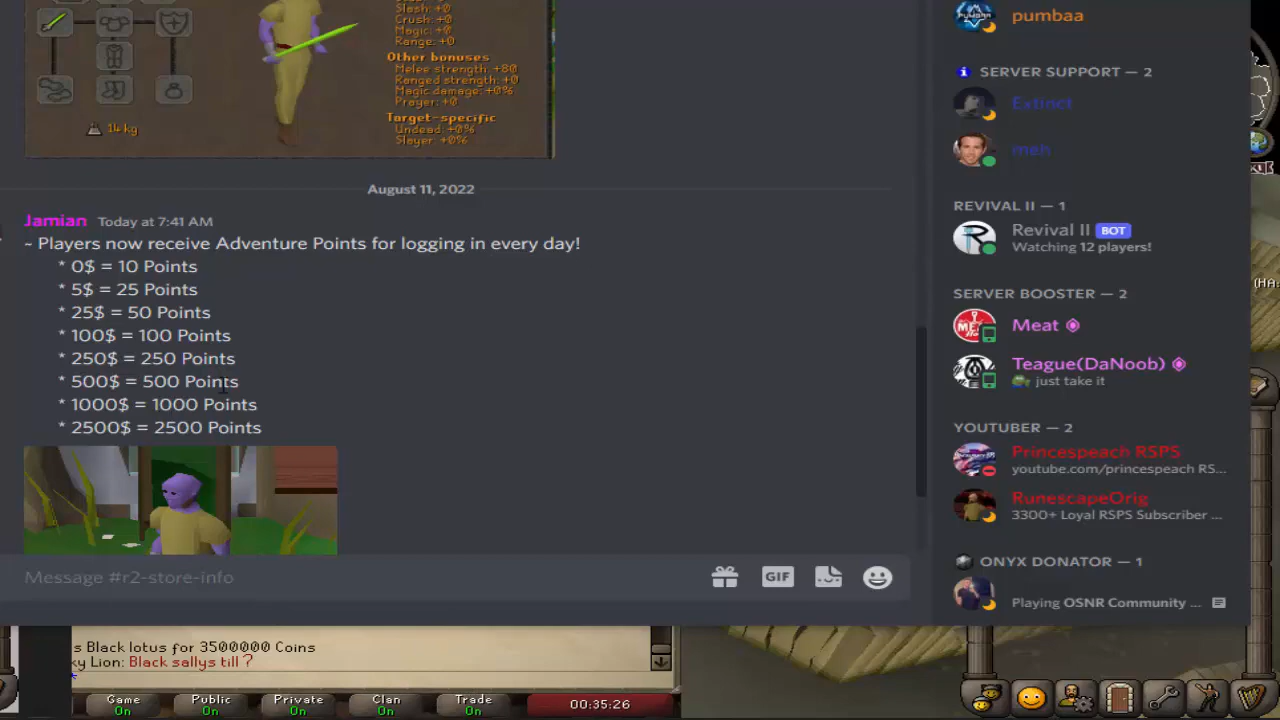 Slash: +0
Crush: +0
Magic: +0
Range: +0
Other bonuses
Melee strength: +80
Ranged strength: +0
Magic damage: +0%
Prayer: +0
Target-specific
Undead: +0%
Slayer: +0%
14 kg
August 11, 2022
Jamian Today at 7:41 AM
~ Players now receive Adventure Points for logging in every day!
* 0$ = 10 Points
* 5$ = 25 Points
* 25$ = 50 Points
* 100$ = 100 Points
* 250$ = 250 Points
* 500$ = 500 Points
* 1000$ = 1000 Points
* 2500$ = 2500 Points
Message #r2-store-info
GIF
pumbaa
SERVER SUPPORT — 2
Extinct
meh
REVIVAL II — 1
Revival II BOT
Watching 12 players!
SERVER BOOSTER — 2
Meat
Teague(DaNoob)
just take it
YOUTUBER — 2
Princespeach RSPS
youtube.com/princespeach RS...
RunescapeOrig
3300+ Loyal RSPS Subscriber ...
ONYX DONATOR — 1
Playing OSNR Community ...
(HA:
s Black lotus for 3500000 Coins
ky Lion: Black sallys till?
Game
On
Public
On
Private
On
Clan
On
Trade
On
00:35:26